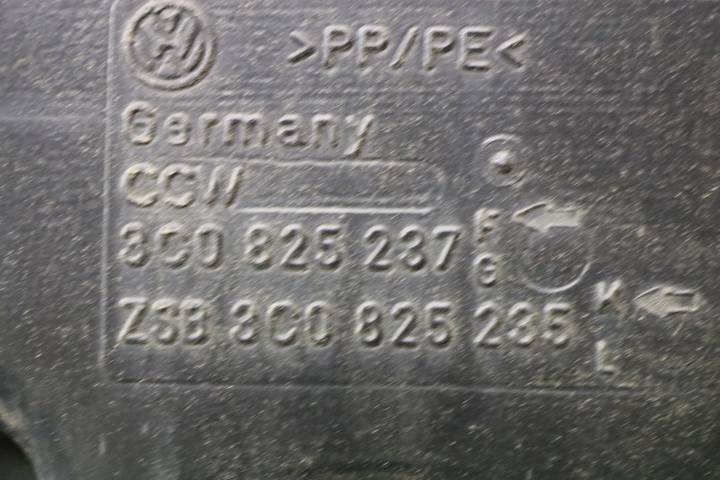 >PP/PE<
Germany
CCW
3C0 825 237 F
G
ZSB 3C0 825 235 K
L